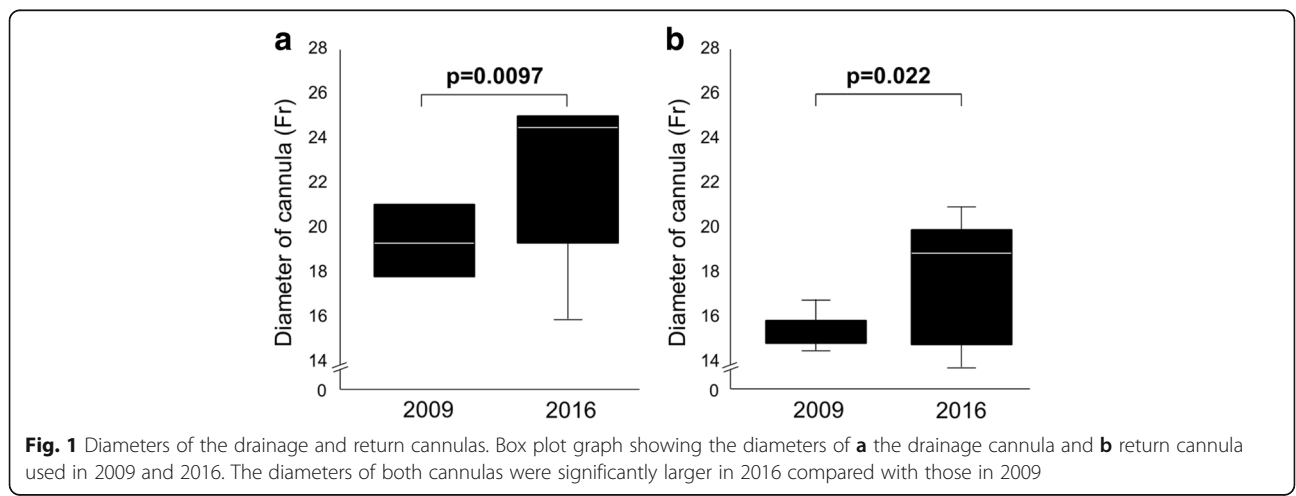 a
28
26
24
22
20
18
16
14
0
Diameter of cannula (Fr)
p=0.0097
2009
2016
b
28
26
24
22
20
18
16
14
0
Diameter of cannula (Fr)
p=0.022
2009
2016
Fig. 1 Diameters of the drainage and return cannulas. Box plot graph showing the diameters of a the drainage cannula and b return cannula
used in 2009 and 2016. The diameters of both cannulas were significantly larger in 2016 compared with those in 2009